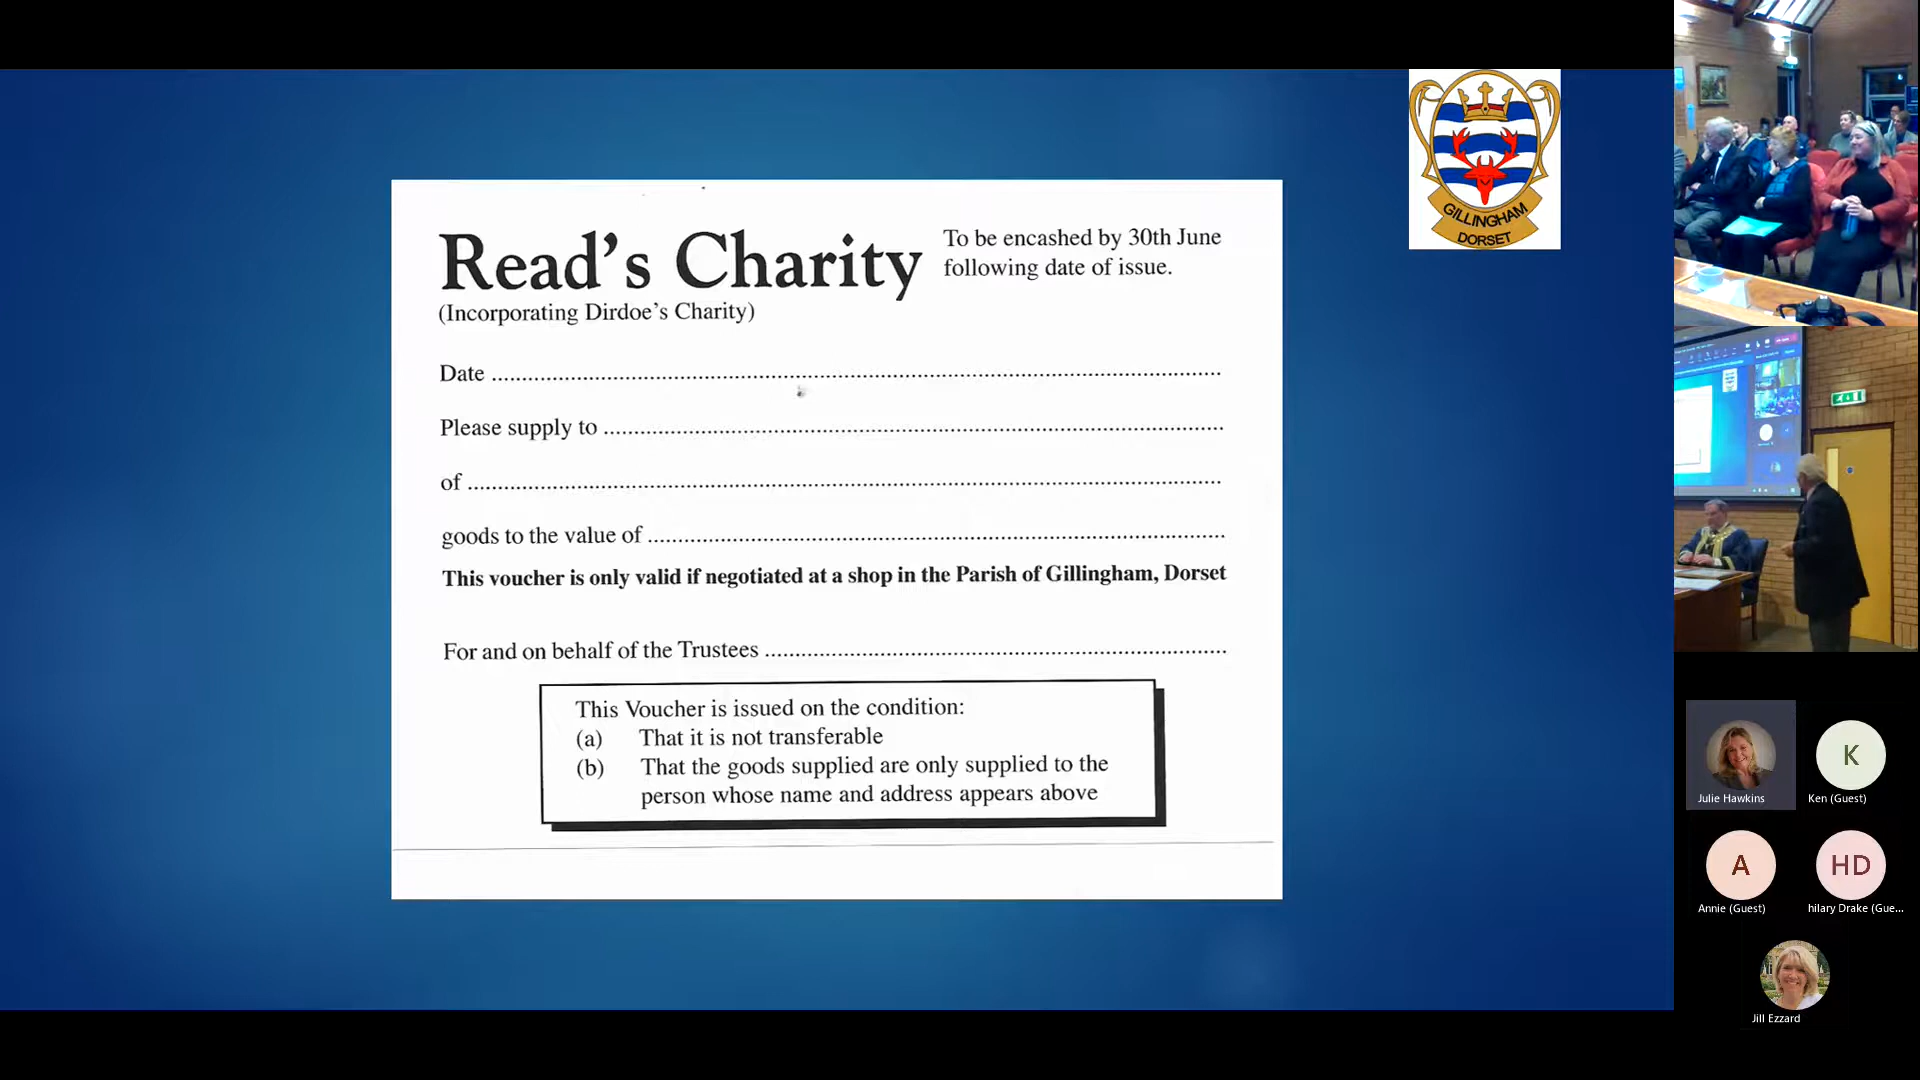 Read's Charity
To be encashed by 30th June
following date of issue.
(Incorporating Dirdoe's Charity)
Date
Please supply to
of
goods to the value of
This voucher is only valid if negotiated at a shop in the Parish of Gillingham, Dorset
For and on behalf of the Trustees
This Voucher is issued on the condition:
(a) That it is not transferable
(b) That the goods supplied are only supplied to the
person whose name and address appears above
GILLINGHAM
DORSET
Julie Hawkins
K
Ken (Guest)
A
Annie (Guest)
HD
hilary Drake (Gue...
Jill Ezzard